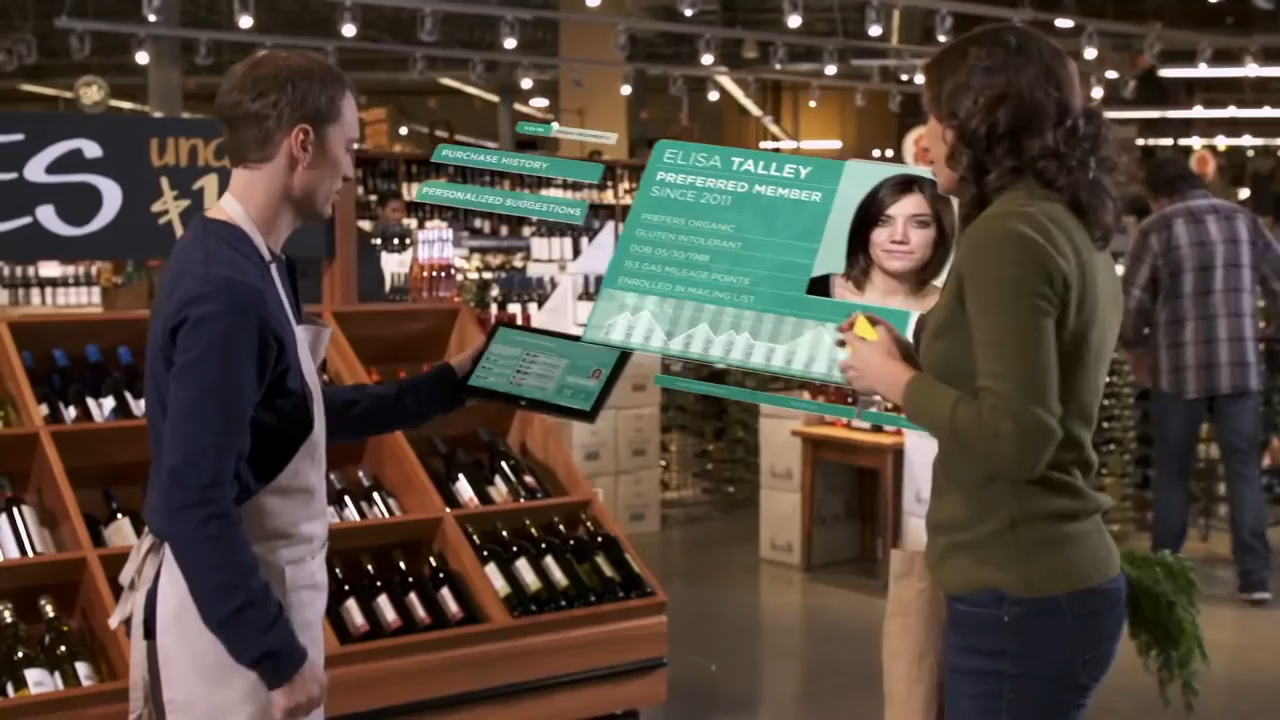 ES
und
$1
PURCHASE HISTORY
PERSONALIZED SUGGESTIONS
ELISA TALLEY
PREFERRED MEMBER
SINCE 2011
PREFERS ORGANIC
GLUTEN INTOLERANT
DOB 05/30/1988
153 GAS MILEAGE POINTS
ENROLLED IN MAILING LIST